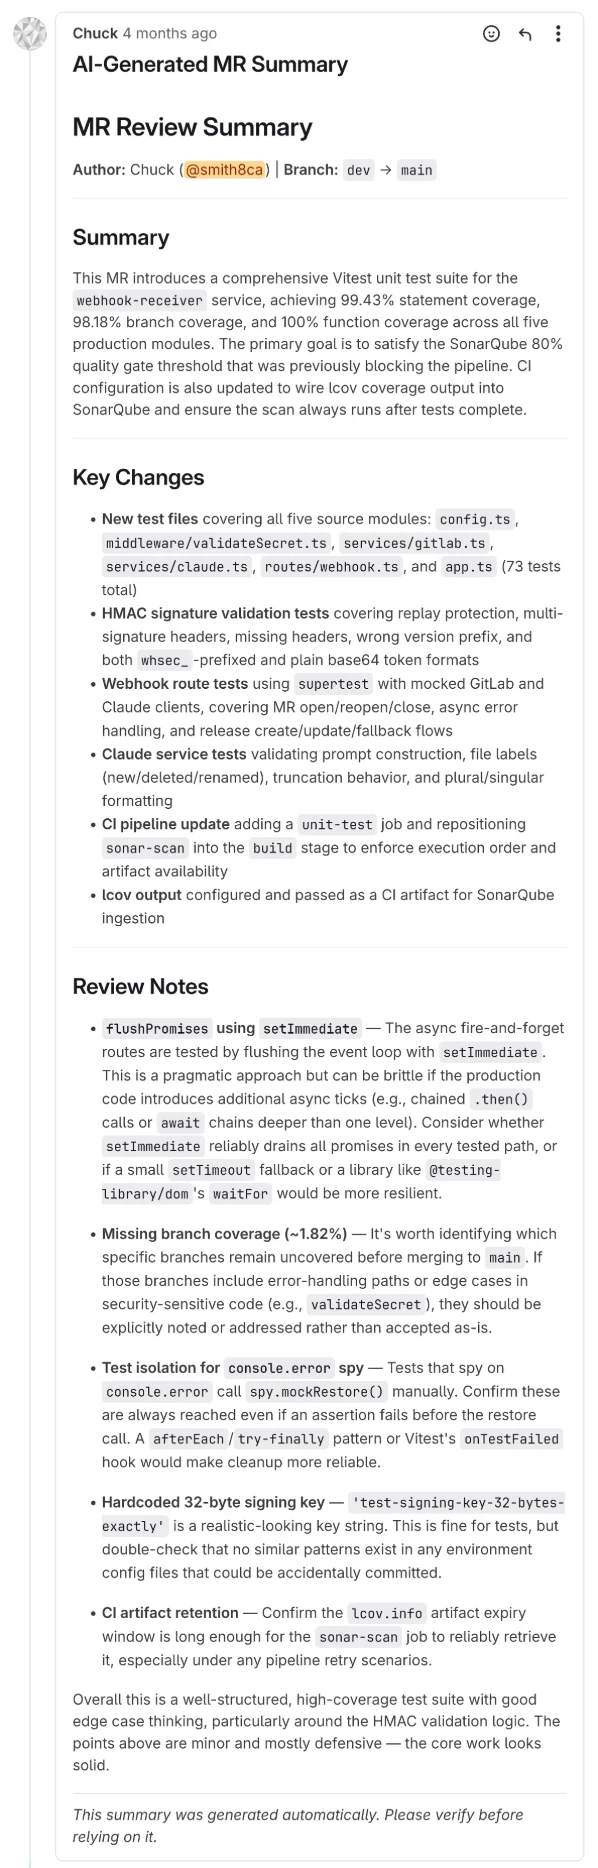 Chuck 4 months ago
AI-Generated MR Summary
MR Review Summary
Author: Chuck (@smith8ca) | Branch: dev → main
Summary
This MR introduces a comprehensive Vitest unit test suite for the
webhook-receiver service, achieving 99.43% statement coverage,
98.18% branch coverage, and 100% function coverage across all five
production modules. The primary goal is to satisfy the SonarQube 80%
quality gate threshold that was previously blocking the pipeline. CI
configuration is also updated to wire lcov coverage output into
SonarQube and ensure the scan always runs after tests complete.
Key Changes
• New test files covering all five source modules: config.ts,
middleware/validateSecret.ts, services/gitlab.ts,
services/claude.ts, routes/webhook.ts, and app.ts (73 tests
total)
• HMAC signature validation tests covering replay protection, multi-
signature headers, missing headers, wrong version prefix, and
both whsec_-prefixed and plain base64 token formats
• Webhook route tests using supertest with mocked GitLab and
Claude clients, covering MR open/reopen/close, async error
handling, and release create/update/fallback flows
• Claude service tests validating prompt construction, file labels
(new/deleted/renamed), truncation behavior, and plural/singular
formatting
• CI pipeline update adding a unit-test job and repositioning
sonar-scan into the build stage to enforce execution order and
artifact availability
• lcov output configured and passed as a CI artifact for SonarQube
ingestion
Review Notes
• flushPromises using setImmediate — The async fire-and-forget
routes are tested by flushing the event loop with setImmediate.
This is a pragmatic approach but can be brittle if the production
code introduces additional async ticks (e.g., chained .then()
calls or await chains deeper than one level). Consider whether
setImmediate reliably drains all promises in every tested path, or
if a small setTimeout fallback or a library like @testing-
library/dom's waitFor would be more resilient.
• Missing branch coverage (~1.82%) — It's worth identifying which
specific branches remain uncovered before merging to main. If
those branches include error-handling paths or edge cases in
security-sensitive code (e.g., validateSecret), they should be
explicitly noted or addressed rather than accepted as-is.
• Test isolation for console.error spy — Tests that spy on
console.error call spy.mockRestore() manually. Confirm these
are always reached even if an assertion fails before the restore
call. A afterEach/try-finally pattern or Vitest's onTestFailed
hook would make cleanup more reliable.
• Hardcoded 32-byte signing key — 'test-signing-key-32-bytes-
exactly' is a realistic-looking key string. This is fine for tests, but
double-check that no similar patterns exist in any environment
config files that could be accidentally committed.
• CI artifact retention — Confirm the lcov.info artifact expiry
window is long enough for the sonar-scan job to reliably retrieve
it, especially under any pipeline retry scenarios.
Overall this is a well-structured, high-coverage test suite with good
edge case thinking, particularly around the HMAC validation logic. The
points above are minor and mostly defensive — the core work looks
solid.
This summary was generated automatically. Please verify before
relying on it.